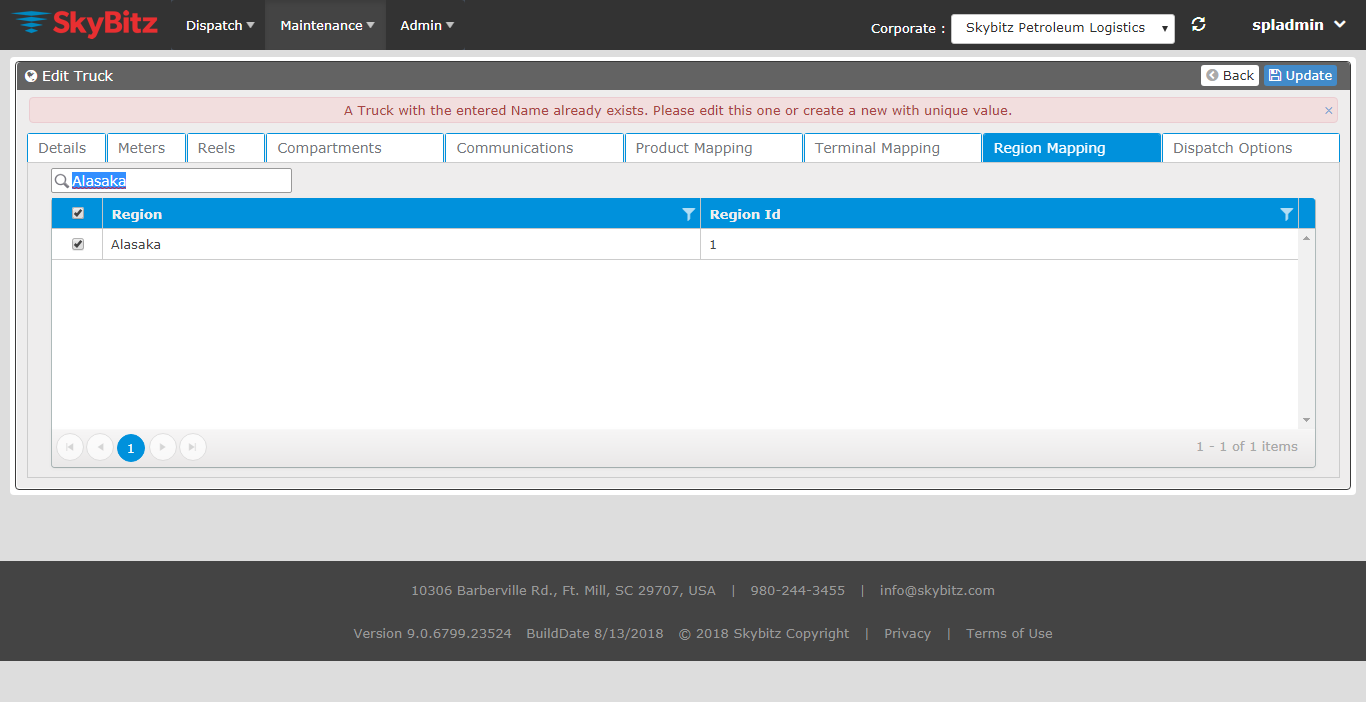 SkyBitz Dispatch Maintenance Admin Corporate : Skybitz Petroleum Logistics spladmin
Edit Truck Back Update
A Truck with the entered Name already exists. Please edit this one or create a new with unique value. ×
Details Meters Reels Compartments Communications Product Mapping Terminal Mapping Region Mapping Dispatch Options
Alasaka
Region Region Id
Alasaka 1
1 1 - 1 of 1 items
10306 Barberville Rd., Ft. Mill, SC 29707, USA | 980-244-3455 | info@skybitz.com
Version 9.0.6799.23524 BuildDate 8/13/2018 © 2018 Skybitz Copyright | Privacy | Terms of Use